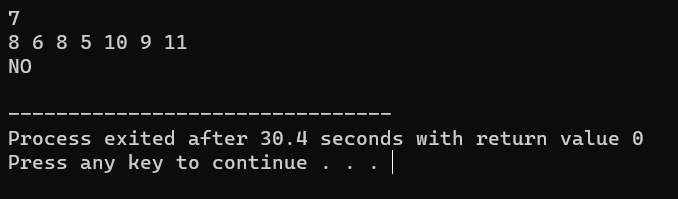 7
8 6 8 5 10 9 11
NO
--------------------------------
Process exited after 30.4 seconds with return value 0
Press any key to continue . . .